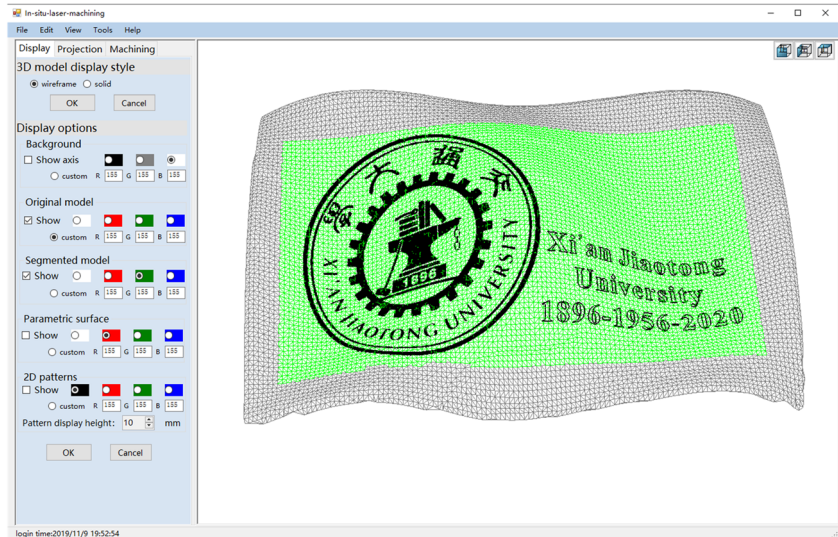 In-situ-laser-machining
File Edit View Tools Help
Display Projection Machining
3D model display style
wireframe solid
OK Cancel
Display options
Background
Show axis
custom R 155 G 155 B 155
Original model
Show
custom R 155 G 155 B 155
Segmented model
Show
custom R 155 G 155 B 155
Parametric surface
Show
custom R 155 G 155 B 155
2D patterns
Show
custom R 155 G 155 B 155
Pattern display height: 10 mm
OK Cancel
XI'AN JIAOTONG UNIVERSITY
1896
Xi'an Jiaotong
University
1896-1956-2020
login time:2019/11/9 19:52:54